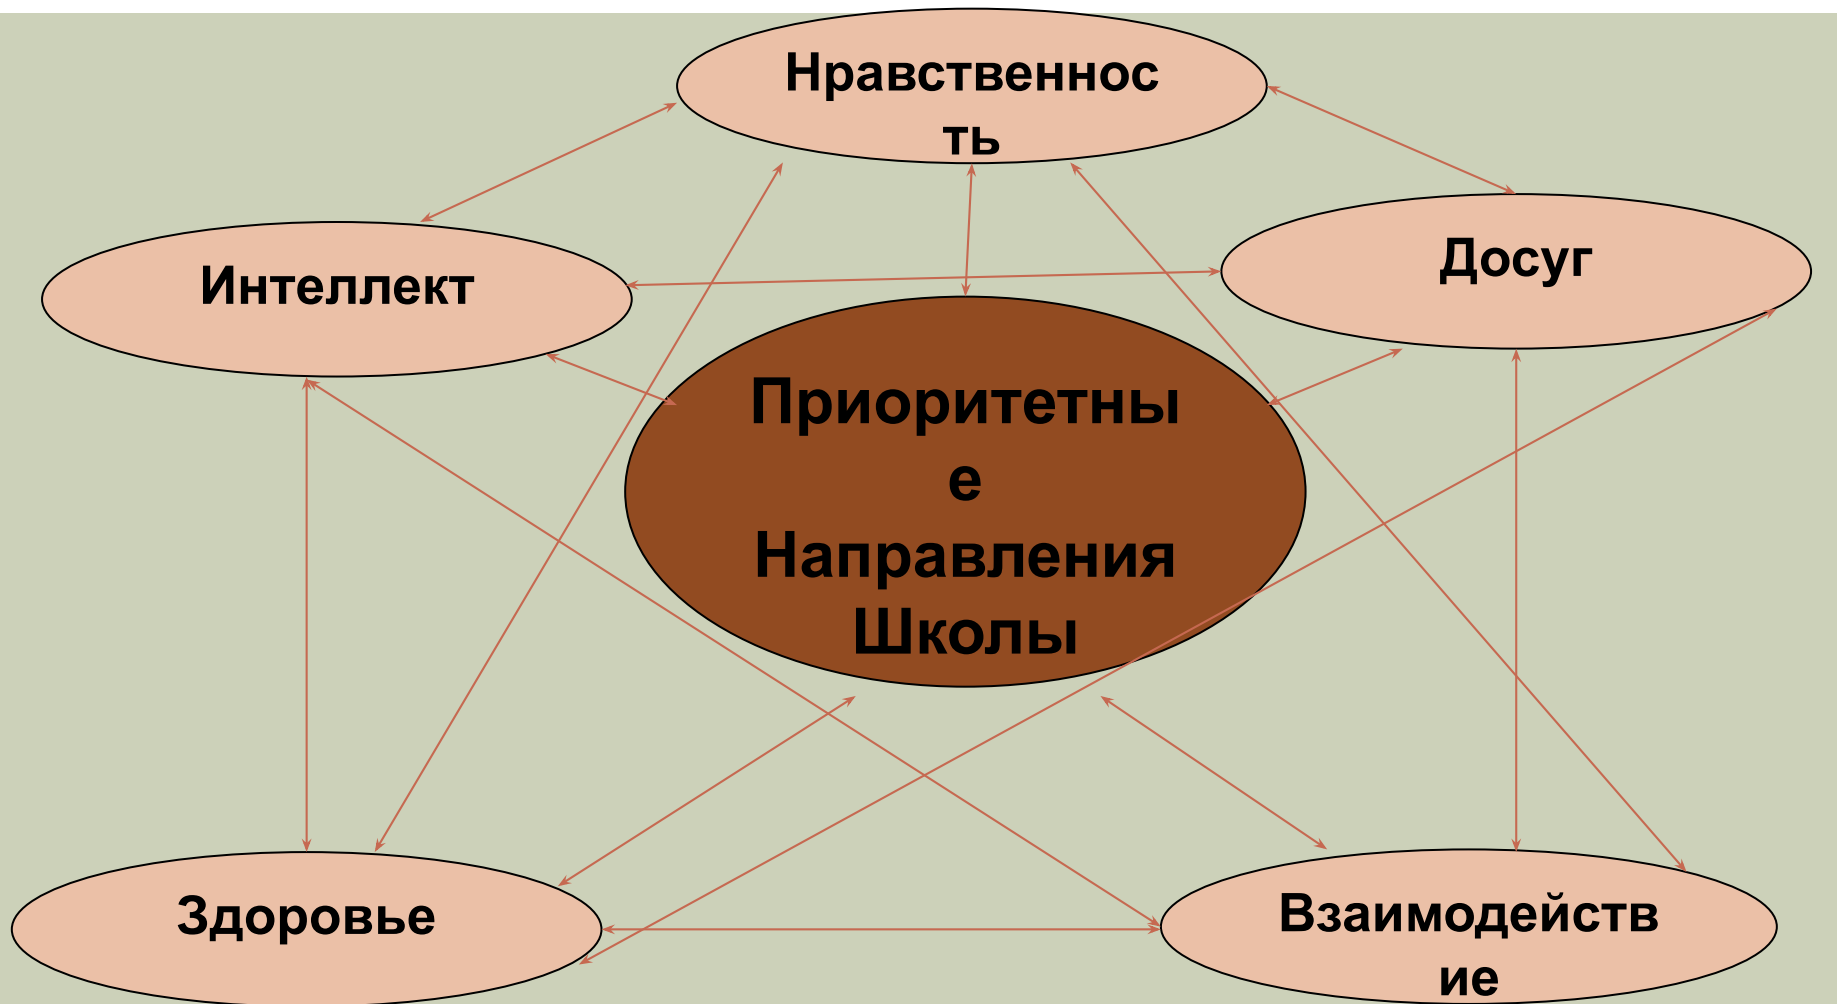 Нравственнос
ть
Интеллект
Досуг
Приоритетны
е
Направления
Школы
Здоровье
Взаимодейств
ие